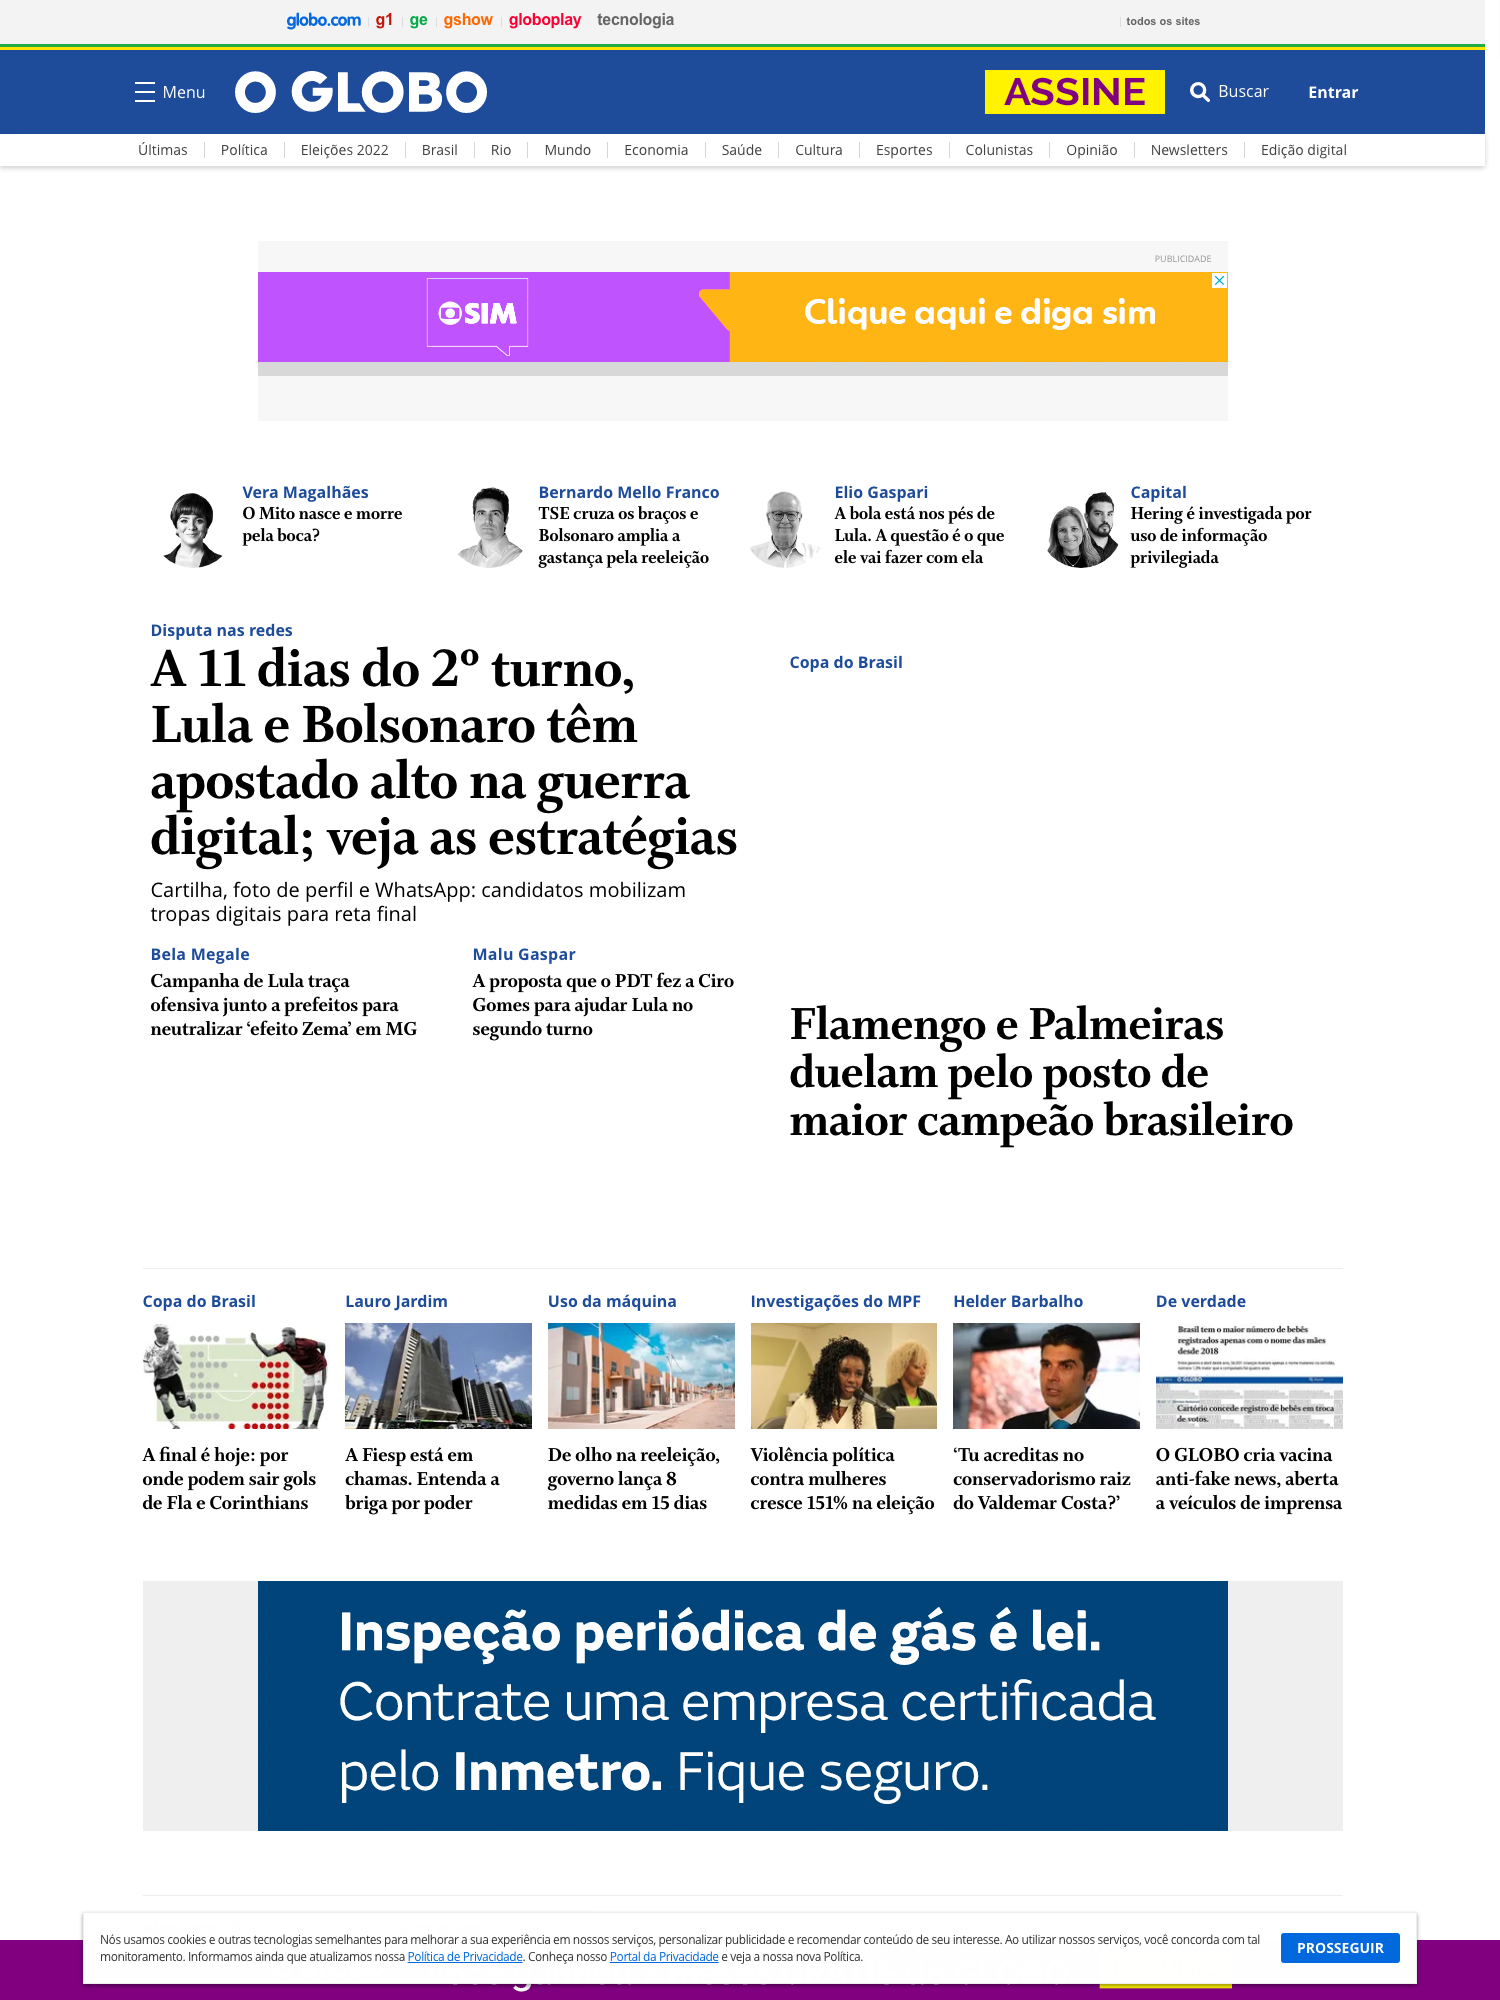 globo.com g1 ge gshow globoplay tecnologia todos os sites
Menu O GLOBO ASSINE Buscar Entrar
Últimas Política Eleições 2022 Brasil Rio Mundo Economia Saúde Cultura Esportes Colunistas Opinião Newsletters Edição digital
PUBLICIDADE
SIM Clique aqui e diga sim
Vera Magalhães
O Mito nasce e morre
pela boca?
Bernardo Mello Franco
TSE cruza os braços e
Bolsonaro amplia a
gastança pela reeleição
Elio Gaspari
A bola está nos pés de
Lula. A questão é o que
ele vai fazer com ela
Capital
Hering é investigada por
uso de informação
privilegiada
Disputa nas redes
A 11 dias do 2º turno,
Lula e Bolsonaro têm
apostado alto na guerra
digital; veja as estratégias
Cartilha, foto de perfil e WhatsApp: candidatos mobilizam
tropas digitais para reta final
Bela Megale
Campanha de Lula traça
ofensiva junto a prefeitos para
neutralizar ‘efeito Zema’ em MG
Malu Gaspar
A proposta que o PDT fez a Ciro
Gomes para ajudar Lula no
segundo turno
Copa do Brasil
Flamengo e Palmeiras
duelam pelo posto de
maior campeão brasileiro
Copa do Brasil
A final é hoje: por
onde podem sair gols
de Fla e Corinthians
Lauro Jardim
A Fiesp está em
chamas. Entenda a
briga por poder
Uso da máquina
De olho na reeleição,
governo lança 8
medidas em 15 dias
Investigações do MPF
Violência política
contra mulheres
cresce 151% na eleição
Helder Barbalho
‘Tu acreditas no
conservadorismo raiz
do Valdemar Costa?’
De verdade
Brasil tem o maior número de bebês
registrados apenas com o nome das mães
desde 2018
O GLOBO
Cartório concede registro de bebês em troca
de votos.
O GLOBO cria vacina
anti-fake news, aberta
a veículos de imprensa
Inspeção periódica de gás é lei.
Contrate uma empresa certificada
pelo Inmetro. Fique seguro.
Nós usamos cookies e outras tecnologias semelhantes para melhorar a sua experiência em nossos serviços, personalizar publicidade e recomendar conteúdo de seu interesse. Ao utilizar nossos serviços, você concorda com tal
monitoramento. Informamos ainda que atualizamos nossa Política de Privacidade. Conheça nosso Portal da Privacidade e veja a nossa nova Política.
PROSSEGUIR